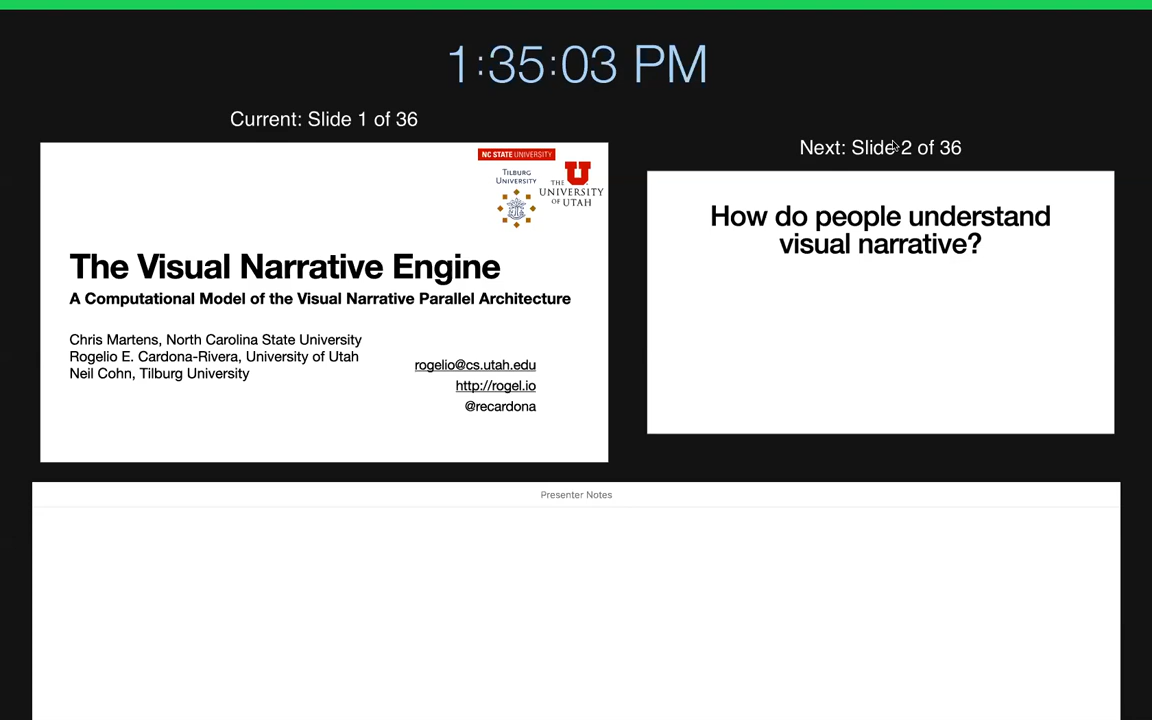 1:35:03 PM
Current: Slide 1 of 36
NC STATE UNIVERSITY
TILBURG
UNIVERSITY
THE
UNIVERSITY
OF UTAH
The Visual Narrative Engine
A Computational Model of the Visual Narrative Parallel Architecture
Chris Martens, North Carolina State University
Rogelio E. Cardona-Rivera, University of Utah
Neil Cohn, Tilburg University
rogelio@cs.utah.edu
http://rogel.io
@recardona
Next: Slide 2 of 36
How do people understand
visual narrative?
Presenter Notes